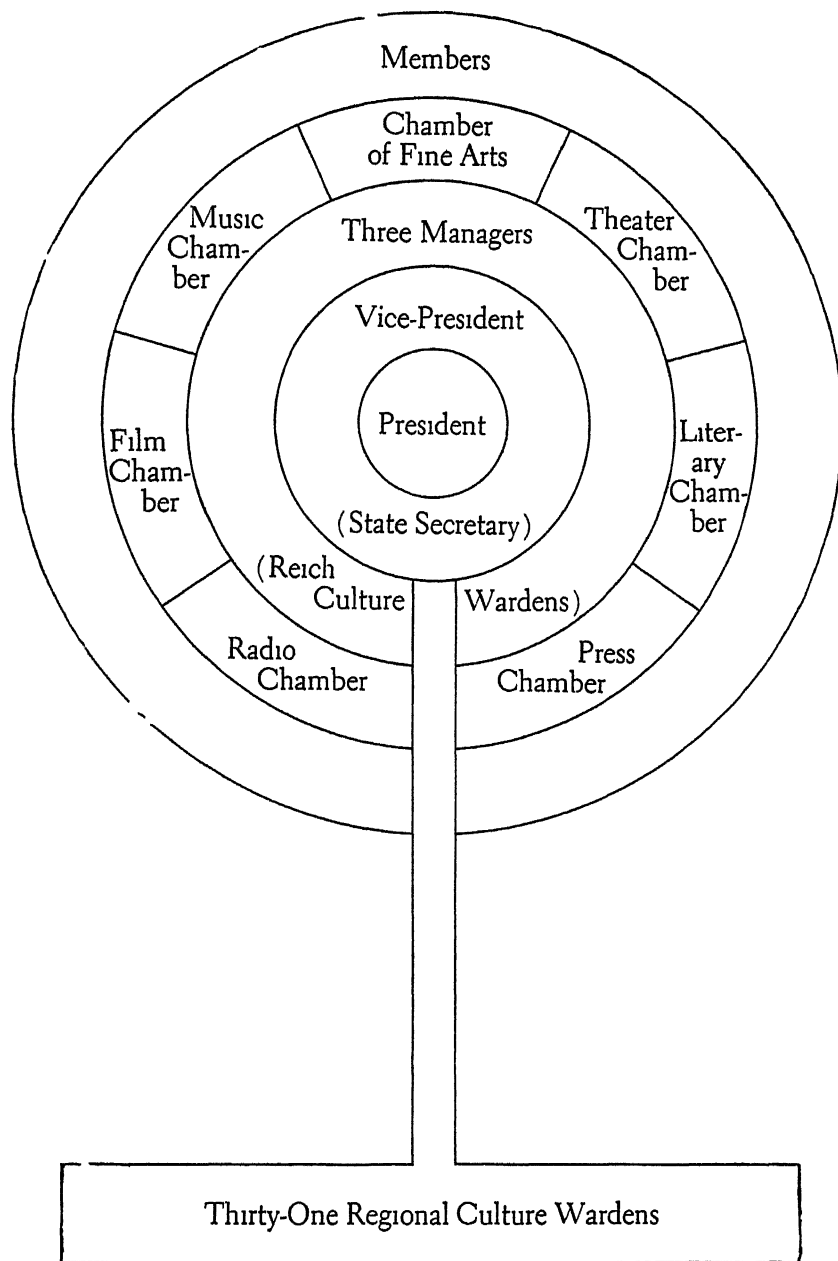 Members
Chamber
of Fine Arts
Music
Cham-
ber
Theater
Cham-
ber
Three Managers
Vice-President
President
Film
Cham-
ber
Liter-
ary
Cham-
ber
(State Secretary)
(Reich
Culture
Wardens)
Radio
Chamber
Press
Chamber
Thirty-One Regional Culture Wardens